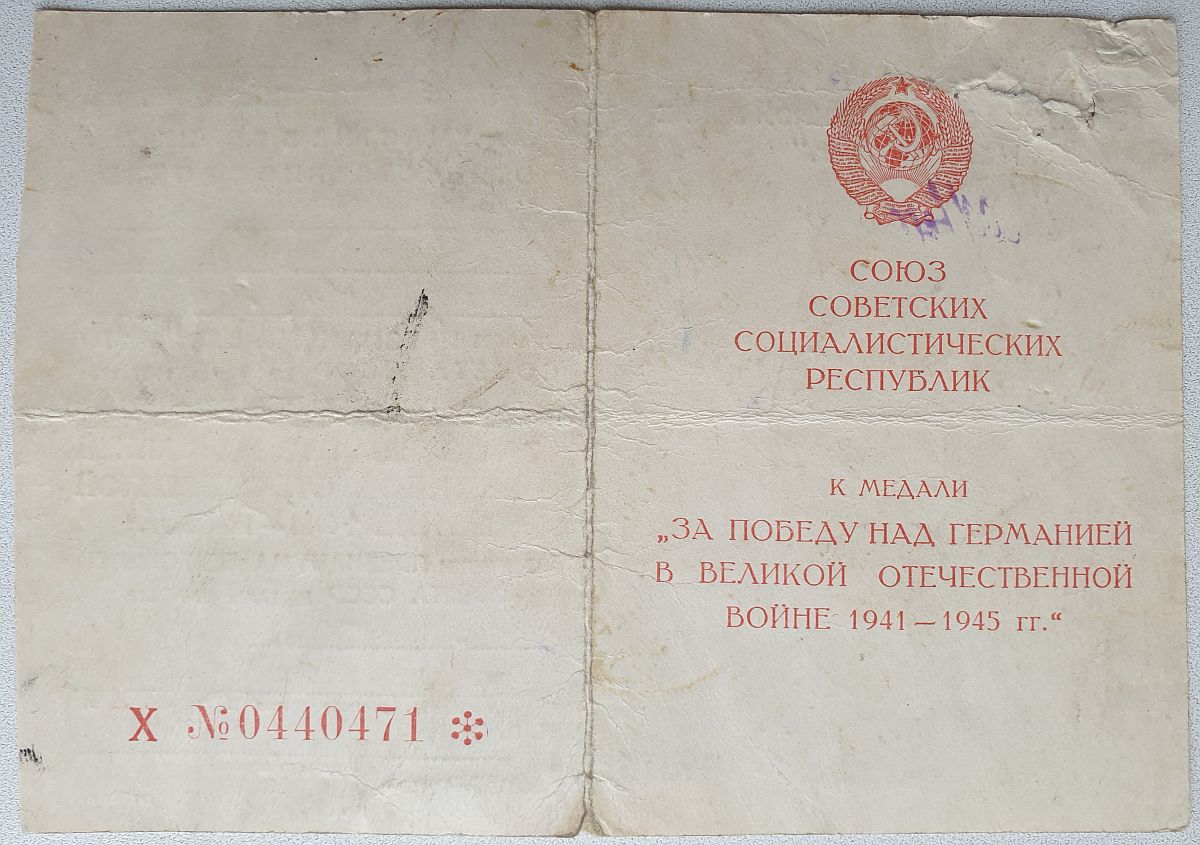 СОЮЗ
СОВЕТСКИХ
СОЦИАЛИСТИЧЕСКИХ
РЕСПУБЛИК
К МЕДАЛИ
„ЗА ПОБЕДУ НАД ГЕРМАНИЕЙ
В ВЕЛИКОЙ ОТЕЧЕСТВЕННОЙ
ВОЙНЕ 1941—1945 гг.“
Х №0440471